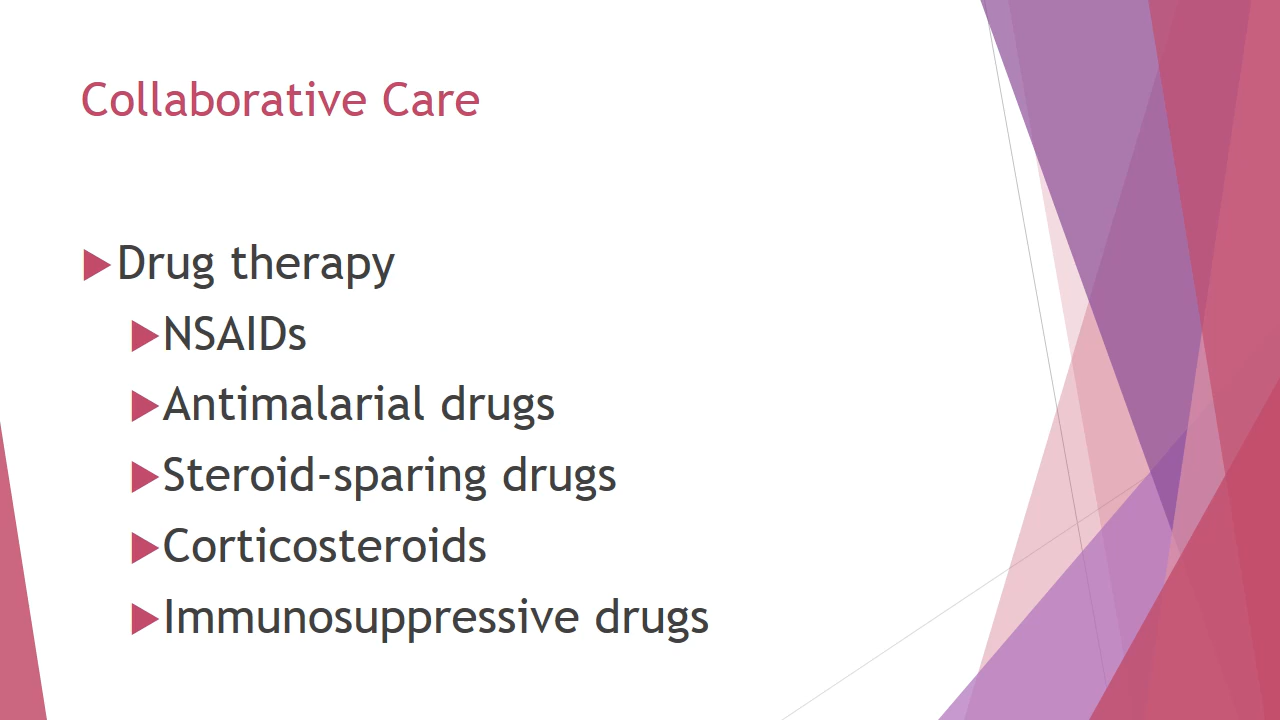 Collaborative Care
Drug therapy
NSAIDs
Antimalarial drugs
Steroid-sparing drugs
Corticosteroids
Immunosuppressive drugs